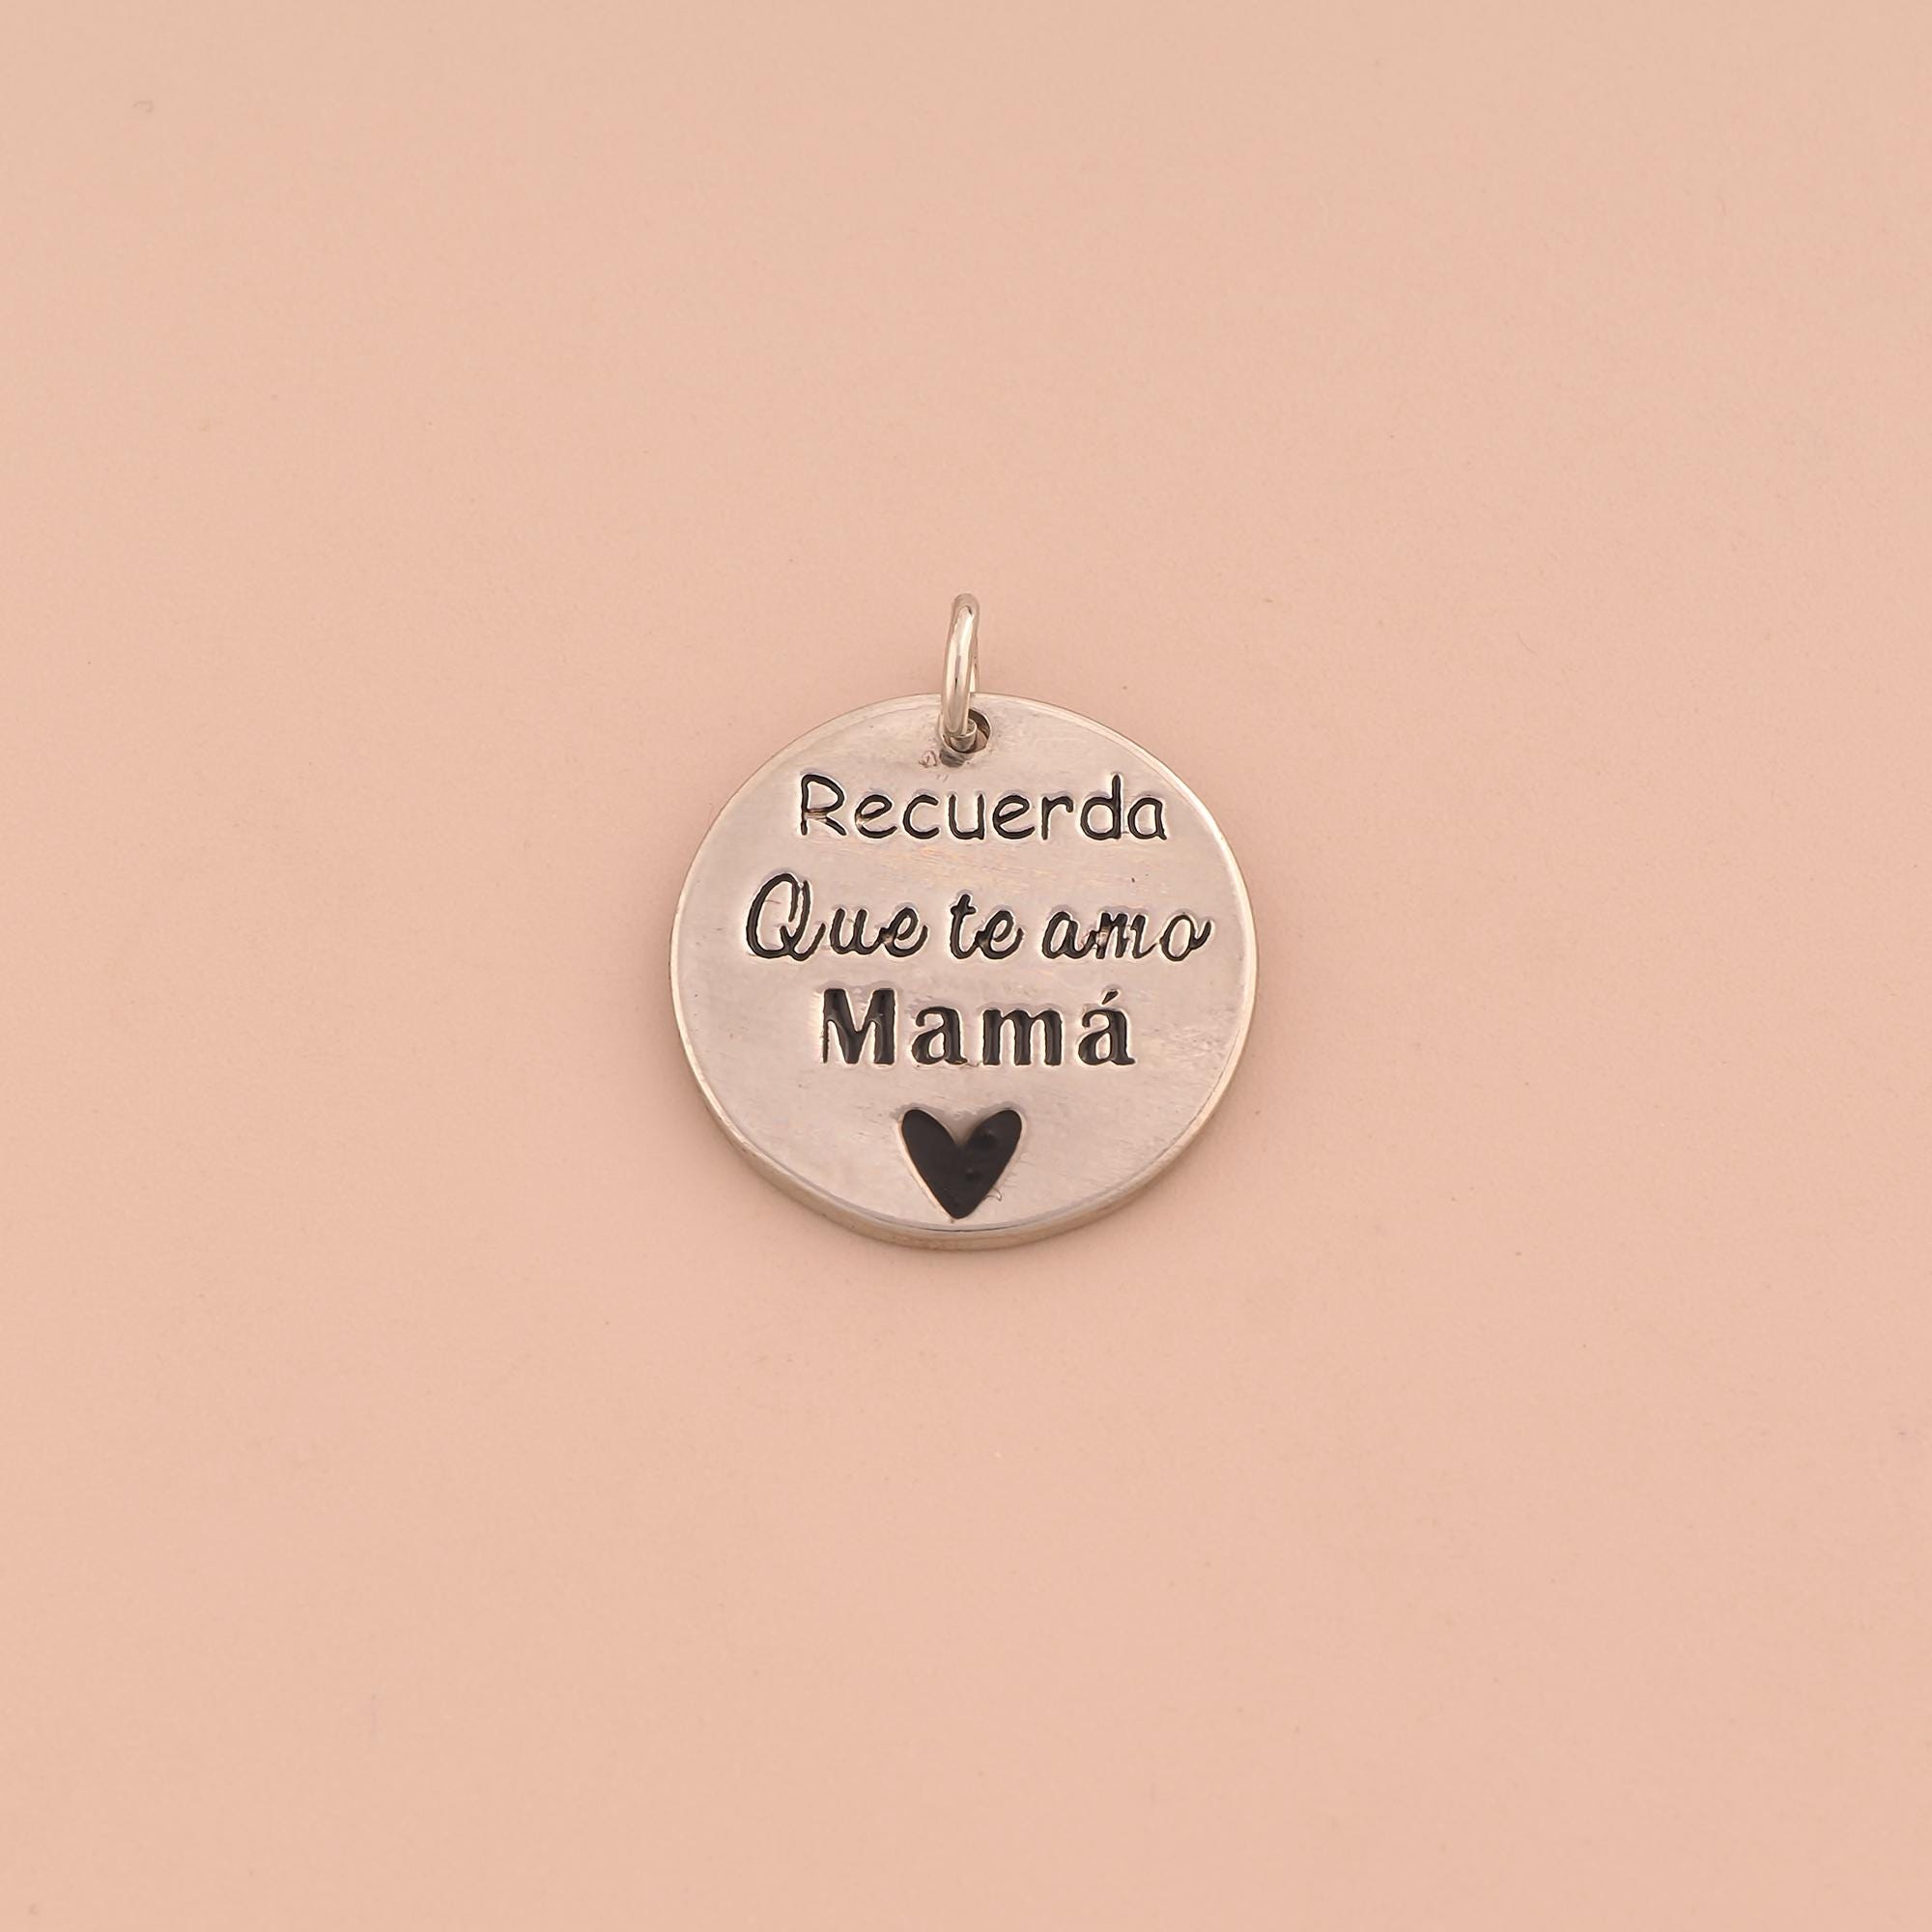 Recuerda
Que te amo
Mamá